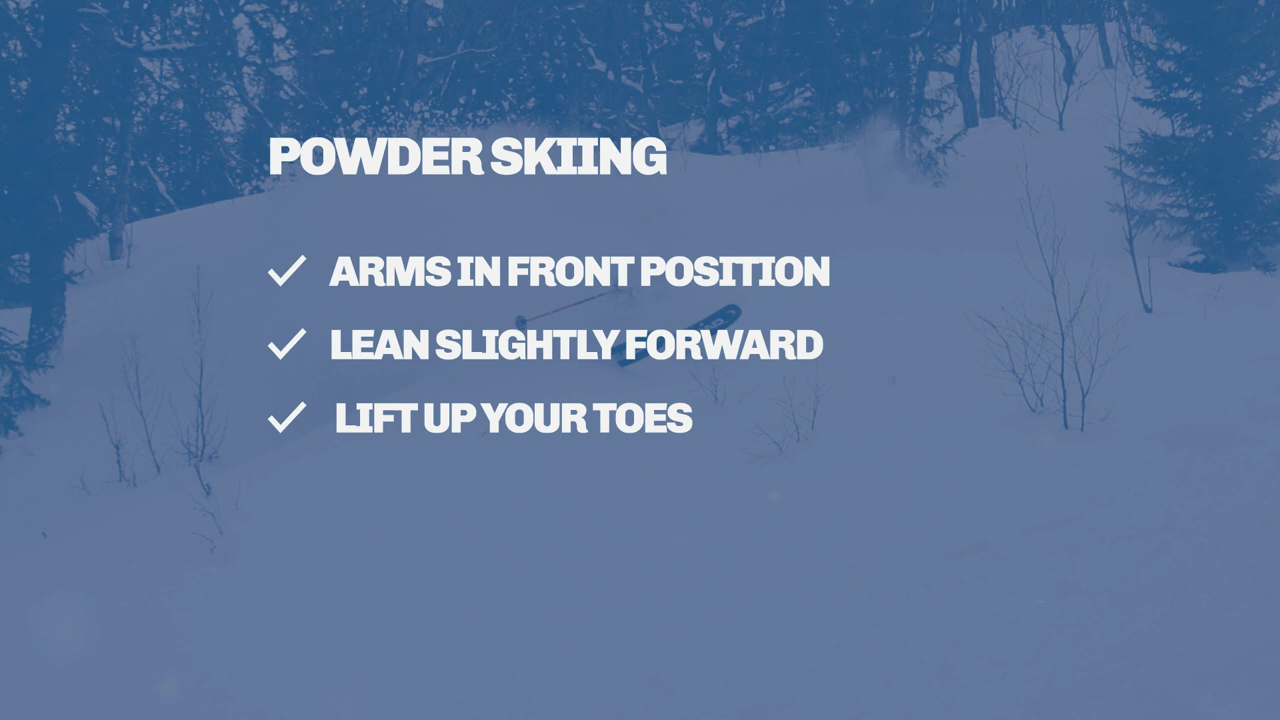 POWDER SKIING
ARMS IN FRONT POSITION
LEAN SLIGHTLY FORWARD
LIFT UP YOUR TOES